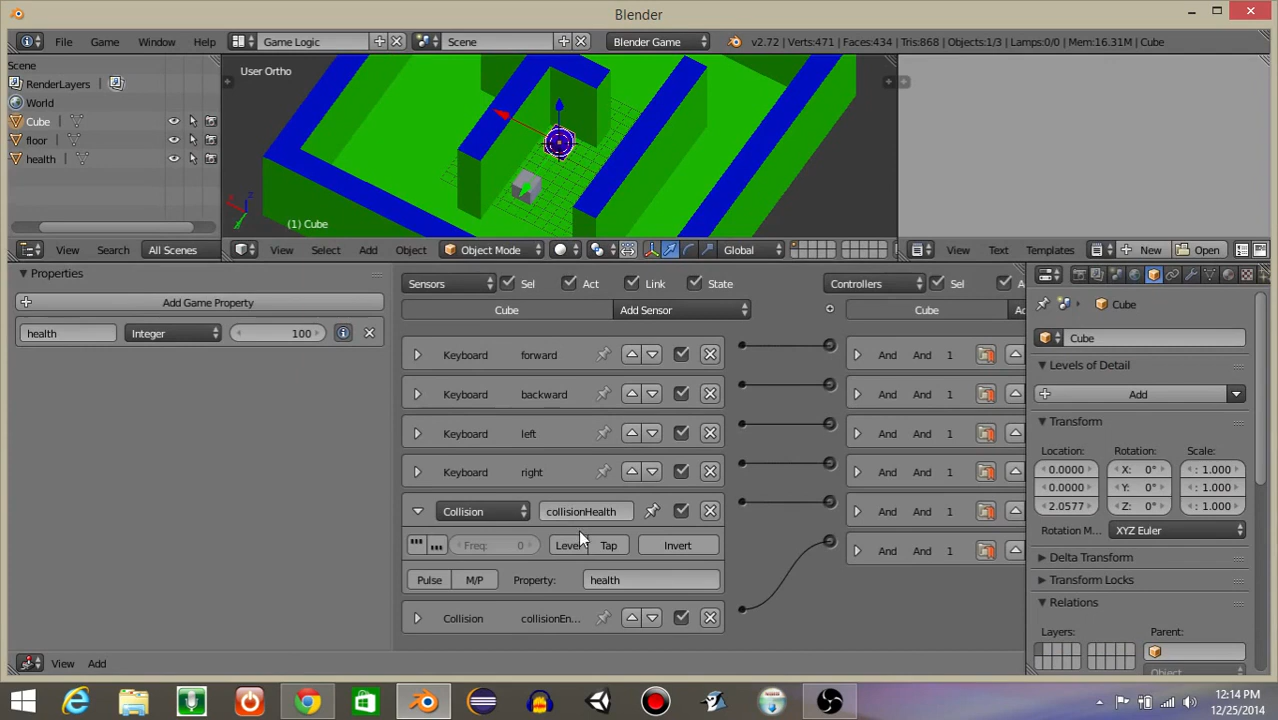 Blender
File Game Window Help Game Logic Scene Blender Game v2.72 | Verts:471 | Faces:434 | Tris:868 | Objects:1/3 | Lamps:0/0 | Mem:16.31M | Cube
Scene
RenderLayers
World
Cube
floor
health
User Ortho
(1) Cube
View Search All Scenes
View Select Add Object Object Mode Global
View Text Templates New Open
Properties
Add Game Property
health Integer 100
Sensors Sel Act Link State
Cube Add Sensor
Keyboard forward
Keyboard backward
Keyboard left
Keyboard right
Collision collisionHealth
Freq: 0 Level Tap Invert
Pulse M/P Property: health
Collision collisionEn...
Controllers Sel
Cube
And And 1
And And 1
And And 1
And And 1
And And 1
And And 1
Cube
Cube
Levels of Detail
Add
Transform
Location: Rotation: Scale:
0.0000 X: 0° : 1.000
0.0000 Y: 0° : 1.000
2.0577 Z: 0° : 1.000
Rotation M... XYZ Euler
Delta Transform
Transform Locks
Relations
Layers: Parent:
Object
View Add
12:14 PM
12/25/2014